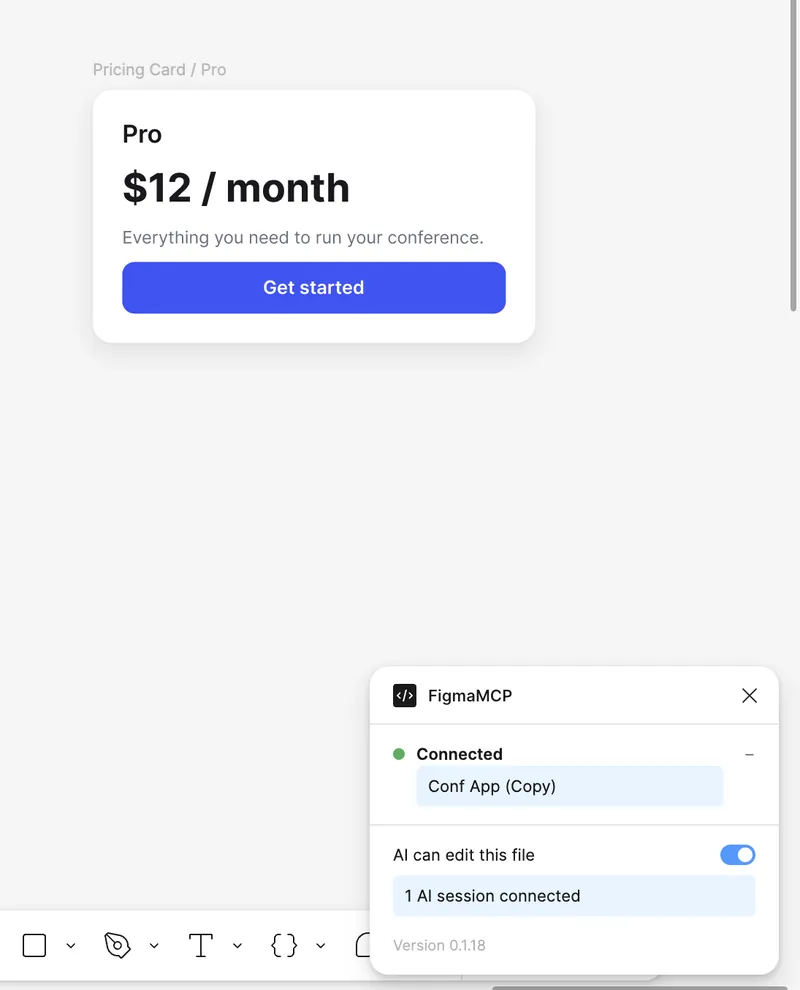 Pricing Card / Pro
Pro
$12 / month
Everything you need to run your conference.
Get started
FigmaMCP
Connected
Conf App (Copy)
AI can edit this file
1 AI session connected
Version 0.1.18